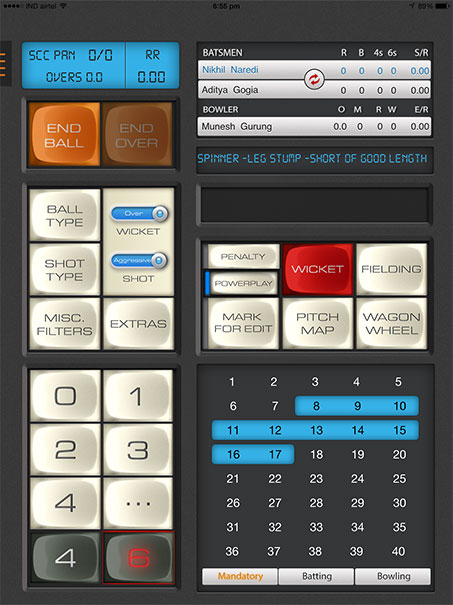 IND airtel 6:55 pm 89%
SCC PAN 0/0 RR
OVERS 0.0 0.00
BATSMEN R B 4s 6s S/R
Nikhil Naredi 0 0 0 0 0.00
Aditya Gogia 0 0 0 0 0.00
BOWLER O M R W E/R
Munesh Gurung 0.0 0 0 0 0.00
END BALL
END OVER
SPINNER -LEG STUMP -SHORT OF GOOD LENGTH
BALL TYPE
Over
WICKET
SHOT TYPE
Aggressive
SHOT
MISC. FILTERS
EXTRAS
PENALTY
POWERPLAY
WICKET
FIELDING
MARK FOR EDIT
PITCH MAP
WAGON WHEEL
0 1
2 3
4 ...
4 6
1 2 3 4 5
6 7 8 9 10
11 12 13 14 15
16 17 18 19 20
21 22 23 24 25
26 27 28 29 30
31 32 33 34 35
36 37 38 39 40
Mandatory Batting Bowling